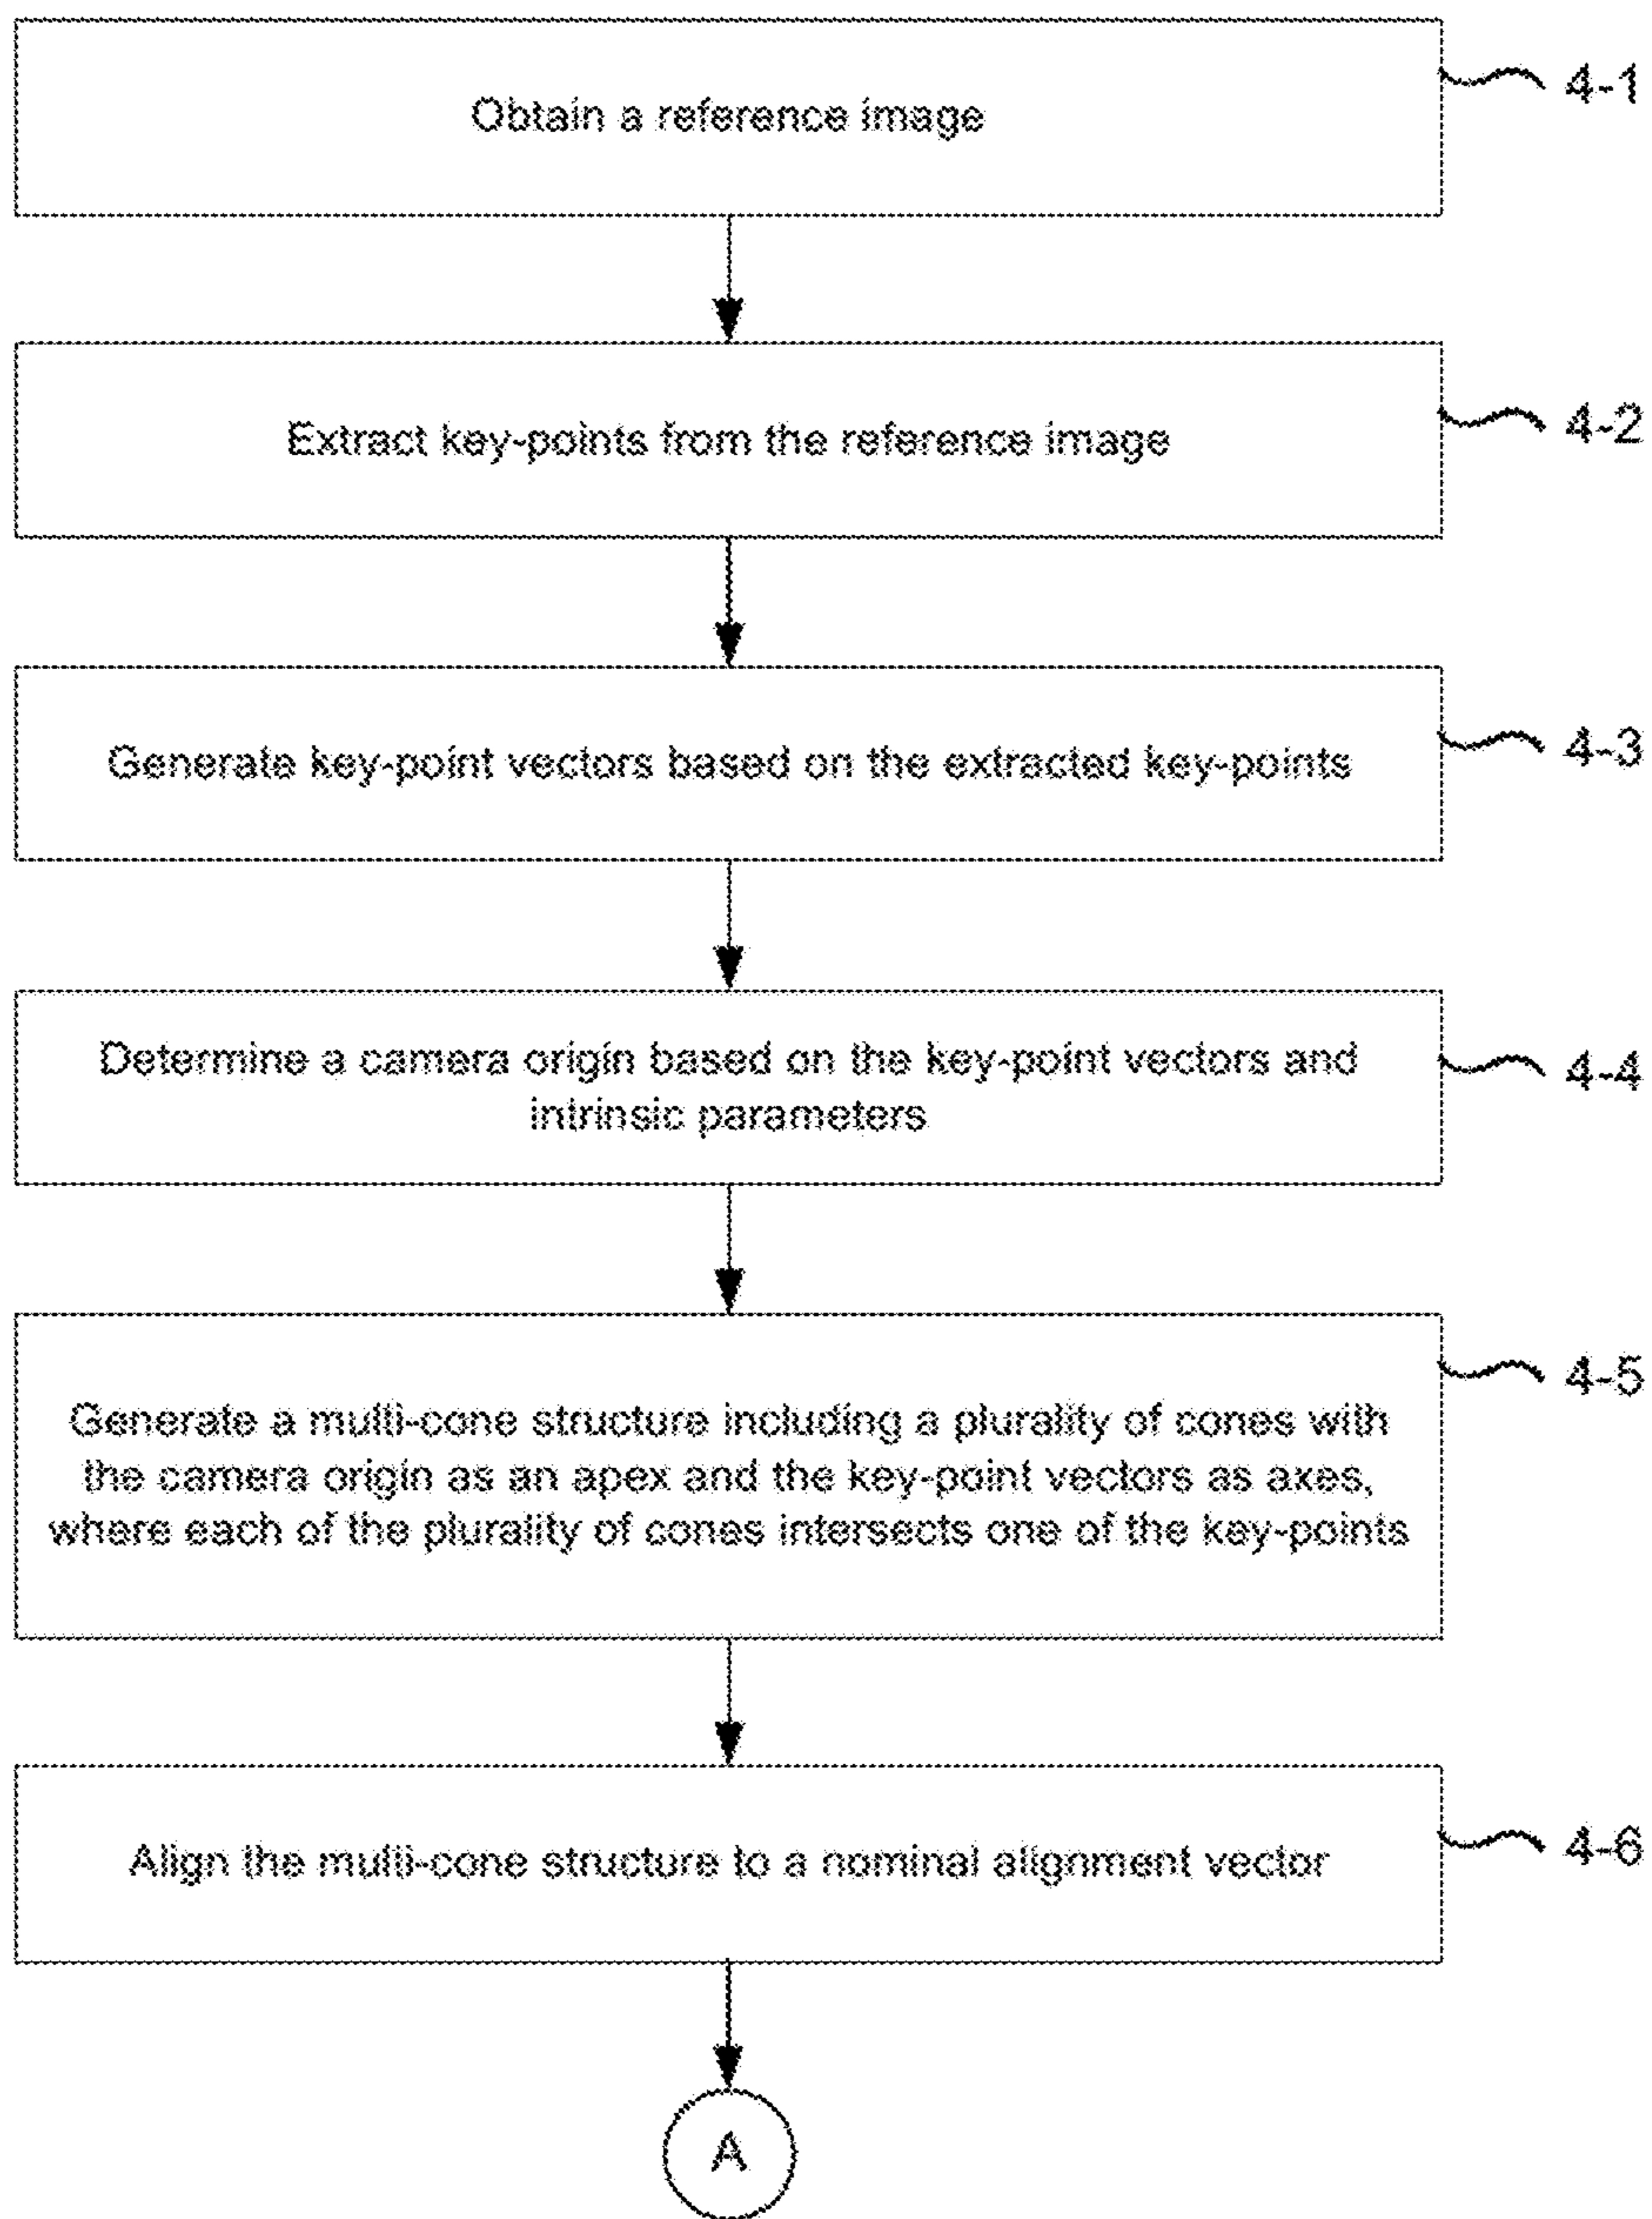 Obtain a reference image
4-1
Extract key-points from the reference image
4-2
Generate key-point vectors based on the extracted key-points
4-3
Determine a camera origin based on the key-point vectors and
intrinsic parameters
4-4
Generate a multi-cone structure including a plurality of cones with
the camera origin as an apex and the key-point vectors as axes,
where each of the plurality of cones intersects one of the key-points
4-5
Align the multi-cone structure to a nominal alignment vector
4-6
A